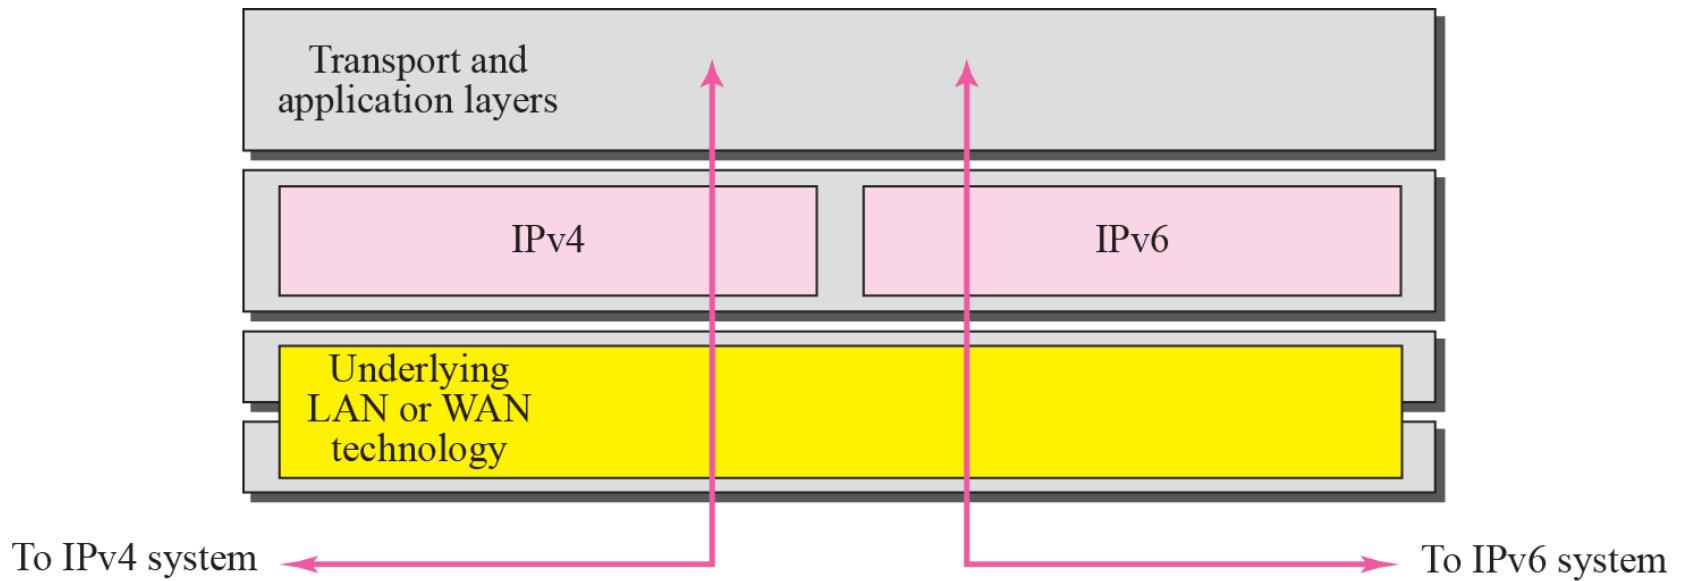 Transport and
application layers
IPv4
IPv6
Underlying
LAN or WAN
technology
To IPv4 system
To IPv6 system